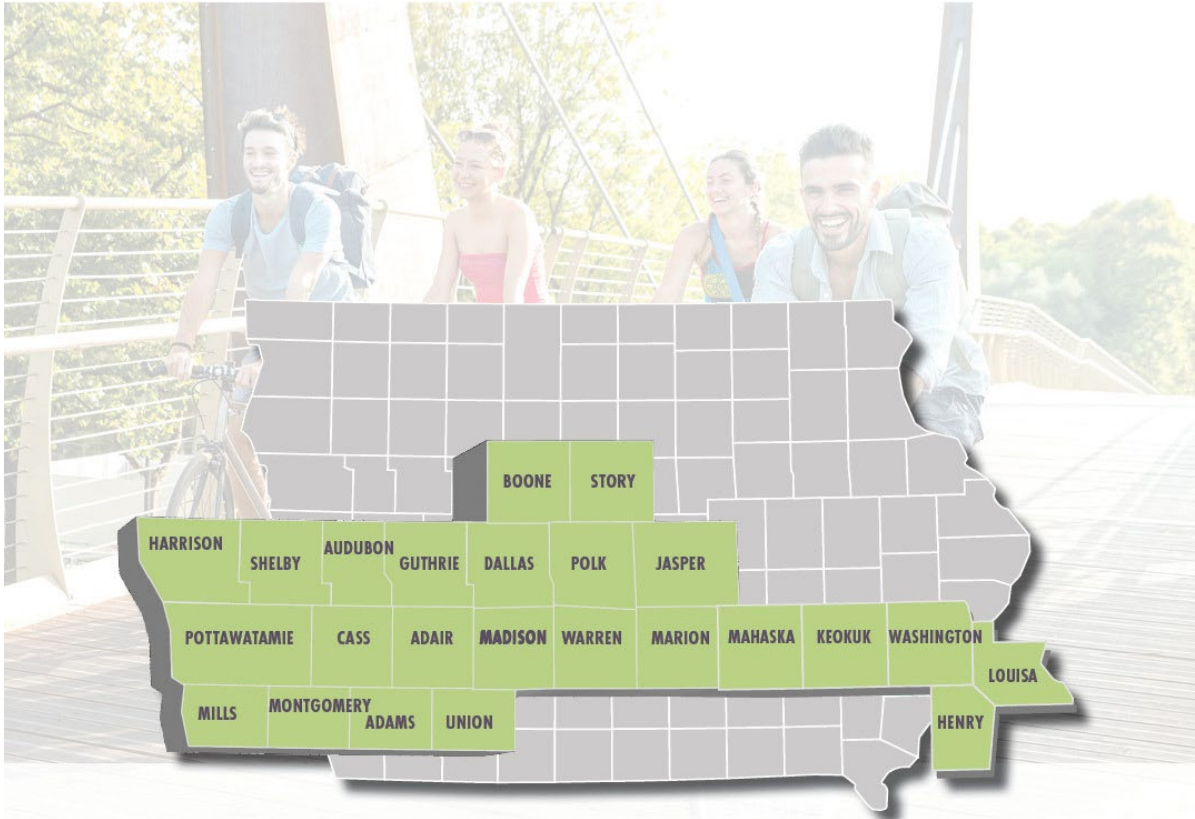 BOONE
STORY
HARRISON
SHELBY
AUDUBON
GUTHRIE
DALLAS
POLK
JASPER
POTTAWATAMIE
CASS
ADAIR
MADISON
WARREN
MARION
MAHASKA
KEOKUK
WASHINGTON
LOUISA
MILLS
MONTGOMERY
ADAMS
UNION
HENRY